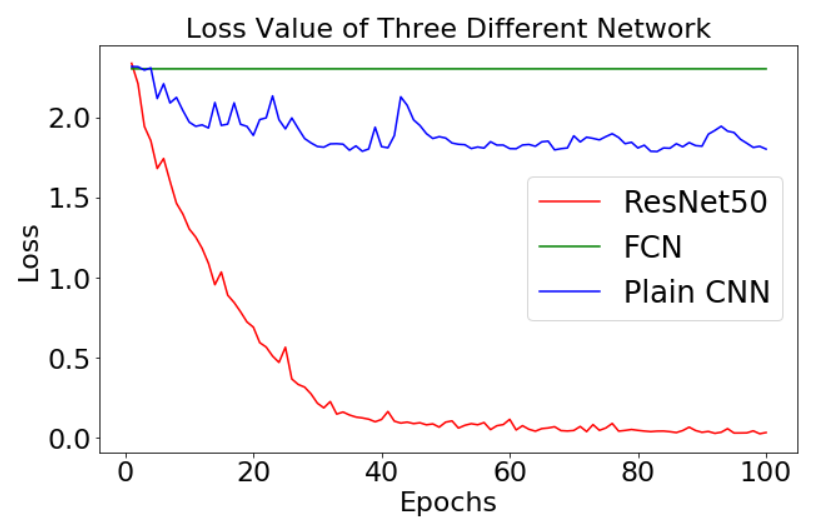 Loss Value of Three Different Network
2.0
1.5
1.0
0.5
0.0
Loss
ResNet50
FCN
Plain CNN
0 20 40 60 80 100
Epochs